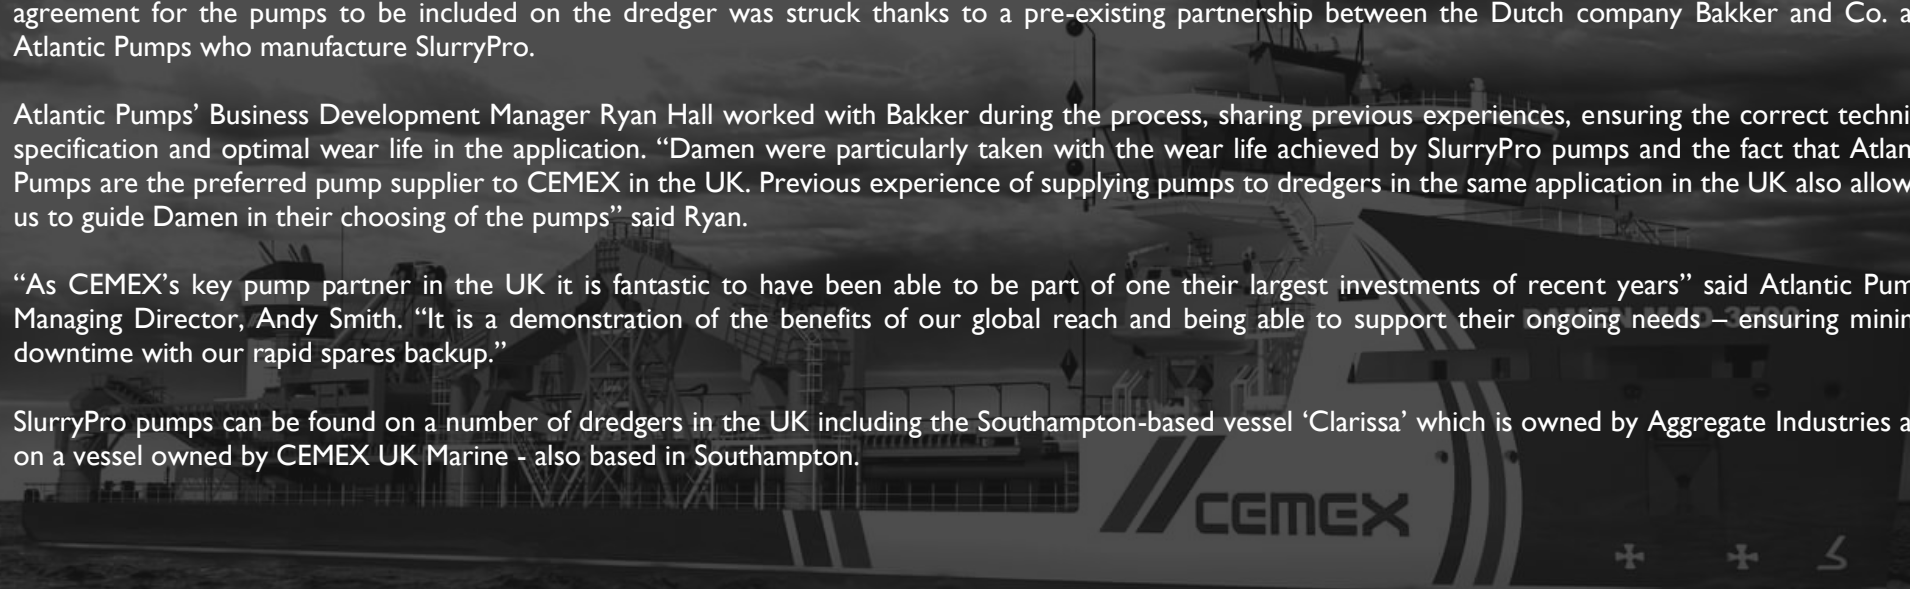 agreement for the pumps to be included on the dredger was struck thanks to a pre-existing partnership between the Dutch company Bakker and Co. a
Atlantic Pumps who manufacture SlurryPro.
Atlantic Pumps’ Business Development Manager Ryan Hall worked with Bakker during the process, sharing previous experiences, ensuring the correct techni
specification and optimal wear life in the application. “Damen were particularly taken with the wear life achieved by SlurryPro pumps and the fact that Atlan
Pumps are the preferred pump supplier to CEMEX in the UK. Previous experience of supplying pumps to dredgers in the same application in the UK also allow
us to guide Damen in their choosing of the pumps” said Ryan.
“As CEMEX’s key pump partner in the UK it is fantastic to have been able to be part of one their largest investments of recent years” said Atlantic Pum
Managing Director, Andy Smith. “It is a demonstration of the benefits of our global reach and being able to support their ongoing needs – ensuring minim
downtime with our rapid spares backup.”
SlurryPro pumps can be found on a number of dredgers in the UK including the Southampton-based vessel ‘Clarissa’ which is owned by Aggregate Industries a
on a vessel owned by CEMEX UK Marine - also based in Southampton.
CEMEX